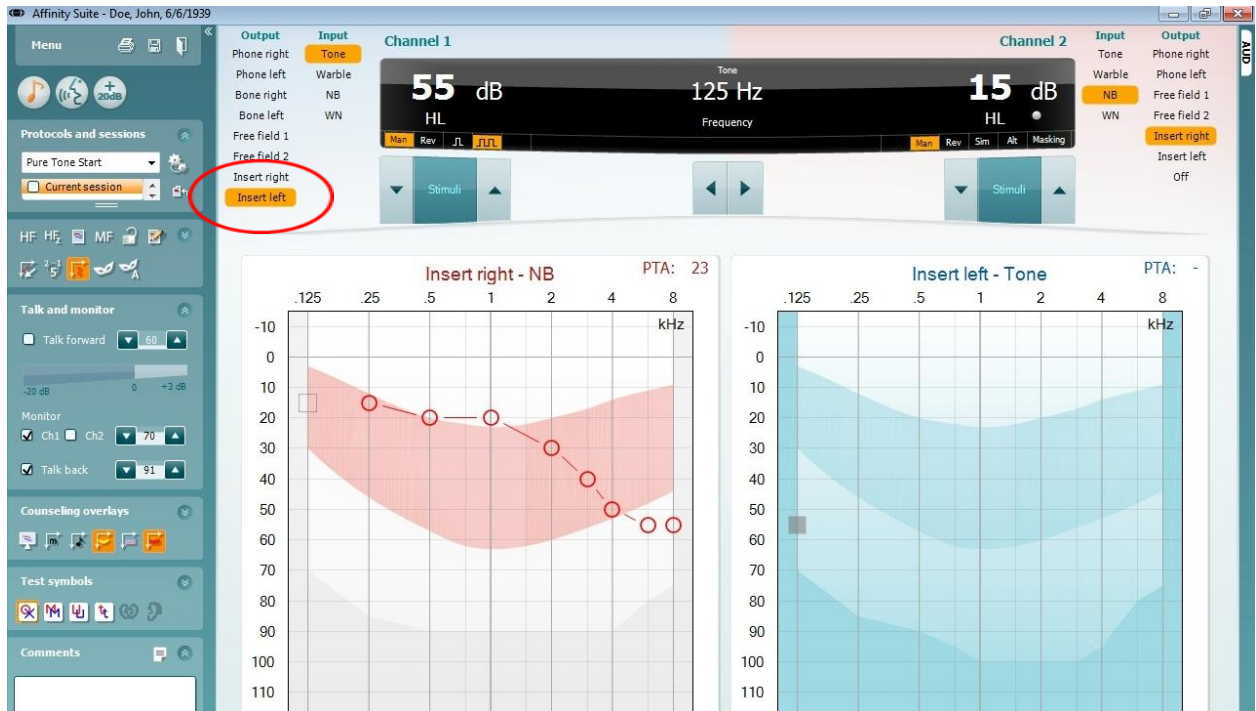 Affinity Suite - Doe, John, 6/6/1939
Menu
20dB
Protocols and sessions
Pure Tone Start
Current session
HF HF2 MF
Talk and monitor
Talk forward 60
-20 dB 0 +3 dB
Monitor
Ch1 Ch2 70
Talk back 91
Counseling overlays
Test symbols
Comments
Output
Phone right
Phone left
Bone right
Bone left
Free field 1
Free field 2
Insert right
Insert left
Input
Tone
Warble
NB
WN
Channel 1
Channel 2
55 dB
HL
Man Rev
Tone
125 Hz
Frequency
15 dB
HL
Man Rev Sim Alt Masking
Stimuli
Stimuli
Input
Tone
Warble
NB
WN
Output
Phone right
Phone left
Free field 1
Free field 2
Insert right
Insert left
Off
AUD
Insert right - NB
PTA: 23
.125 .25 .5 1 2 4 8
kHz
-10
0
10
20
30
40
50
60
70
80
90
100
110
Insert left - Tone
PTA: -
.125 .25 .5 1 2 4 8
kHz
-10
0
10
20
30
40
50
60
70
80
90
100
110